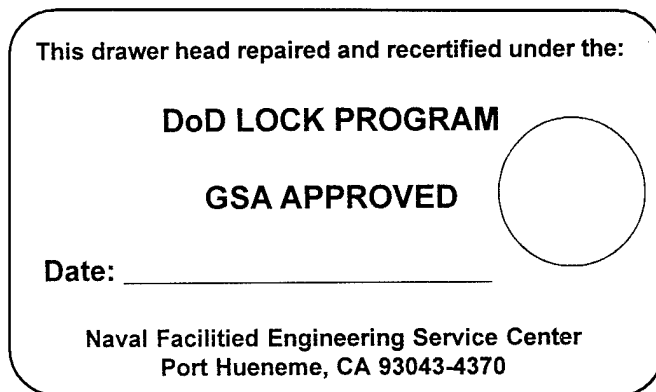 This drawer head repaired and recertified under the:
DoD LOCK PROGRAM
GSA APPROVED
Date:
Naval Facilitied Engineering Service Center
Port Hueneme, CA 93043-4370